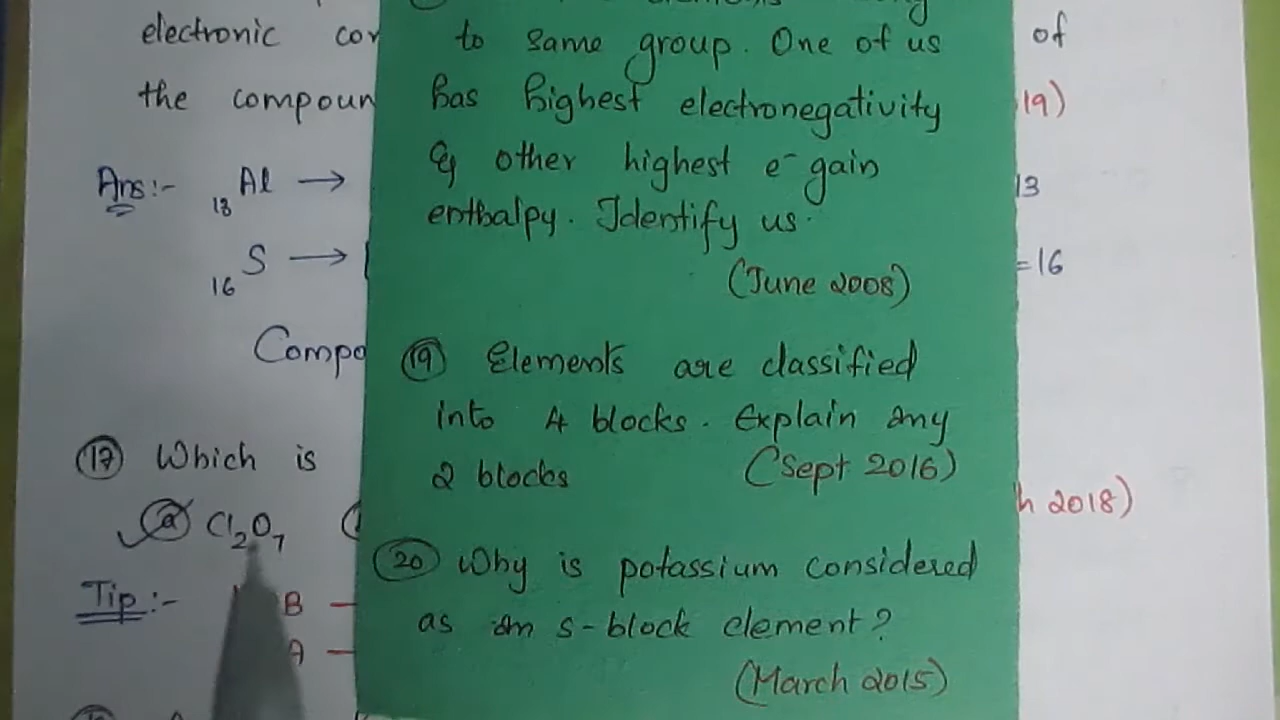 electronic
of
the compoun
19)
Ans:-
13Al →
13
16S →
=16
Compo
(17) Which is
h 2018)
(a) Cl2O7
Tip:-
B —
A —
to same group. One of us
has highest electronegativity
& other highest e- gain
enthalpy. Identify us.
(June 2008)
(19) Elements are classified
into 4 blocks. Explain any
2 blocks (Sept 2016)
(20) Why is potassium considered
as an s-block element?
(March 2015)